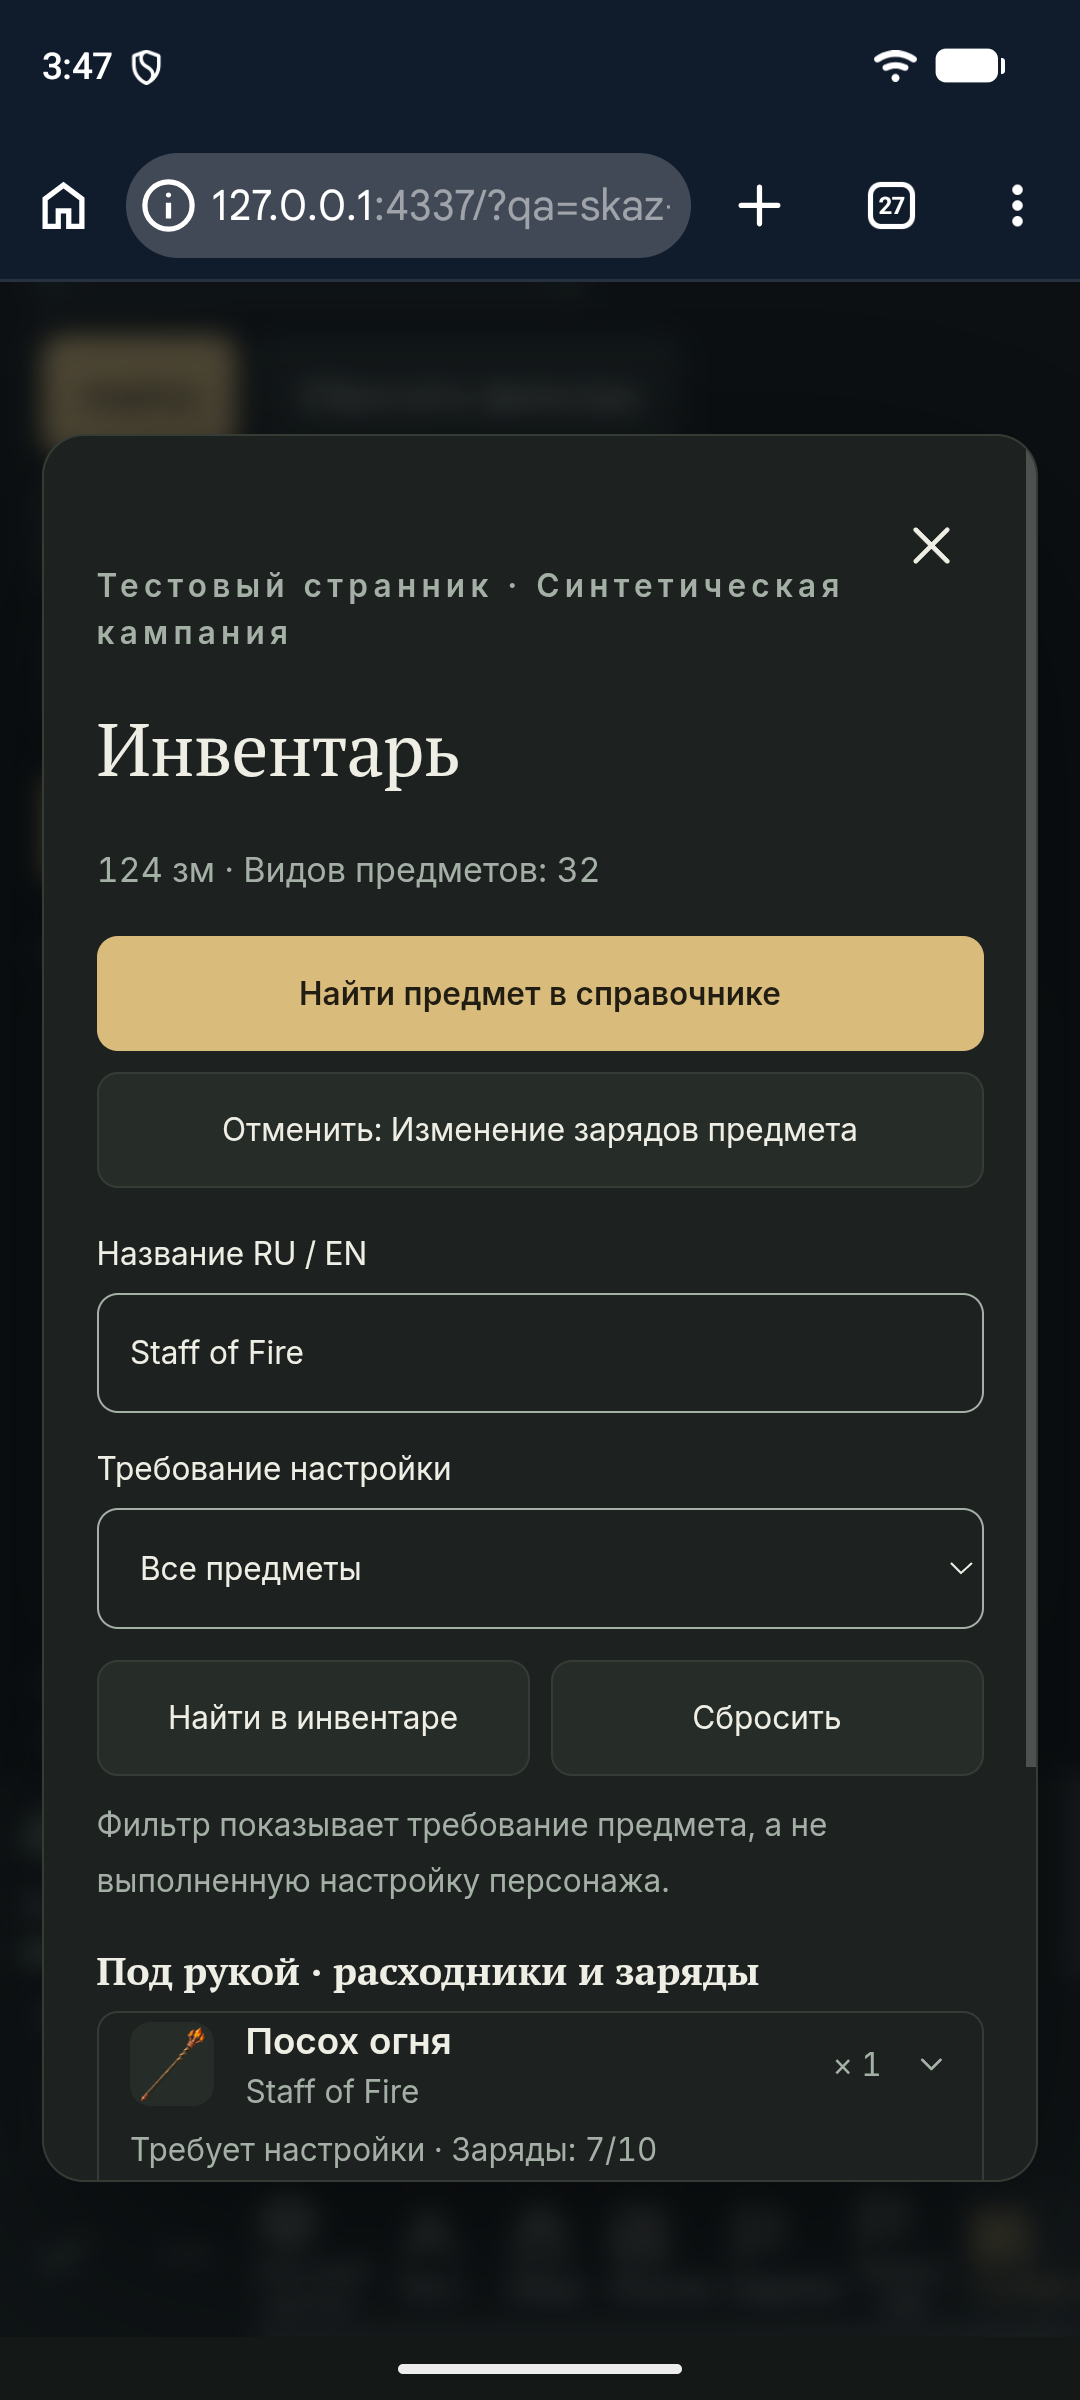 3:47
127.0.0.1:4337/?qa=skaz
27
Тестовый странник · Синтетическая
кампания
Инвентарь
124 зм · Видов предметов: 32
Найти предмет в справочнике
Отменить: Изменение зарядов предмета
Название RU / EN
Staff of Fire
Требование настройки
Все предметы
Найти в инвентаре
Сбросить
Фильтр показывает требование предмета, а не
выполненную настройку персонажа.
Под рукой · расходники и заряды
Посох огня
× 1
Staff of Fire
Требует настройки · Заряды: 7/10